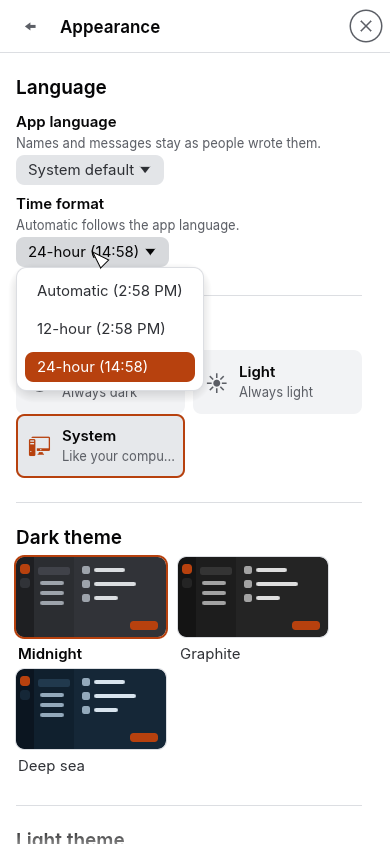 Appearance
Language
App language
Names and messages stay as people wrote them.
System default
Time format
Automatic follows the app language.
24-hour (14:58)
Automatic (2:58 PM)
12-hour (2:58 PM)
24-hour (14:58)
Always dark
Light
Always light
System
Like your compu...
Dark theme
Midnight
Graphite
Deep sea
Light theme